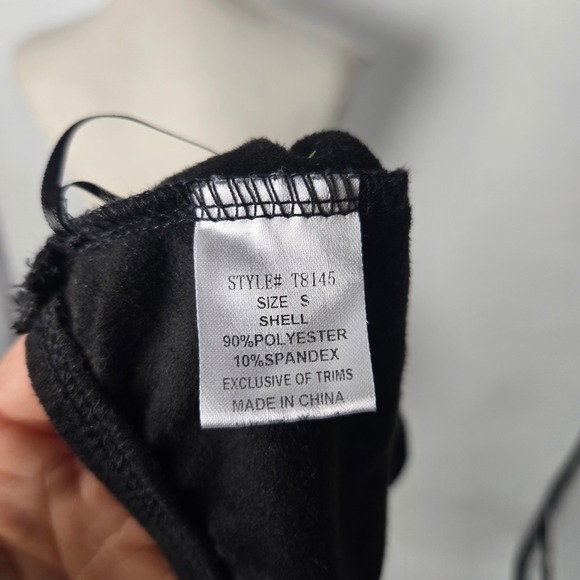 STYLE# T8145
SIZE S
SHELL
90%POLYESTER
10%SPANDEX
EXCLUSIVE OF TRIMS
MADE IN CHINA